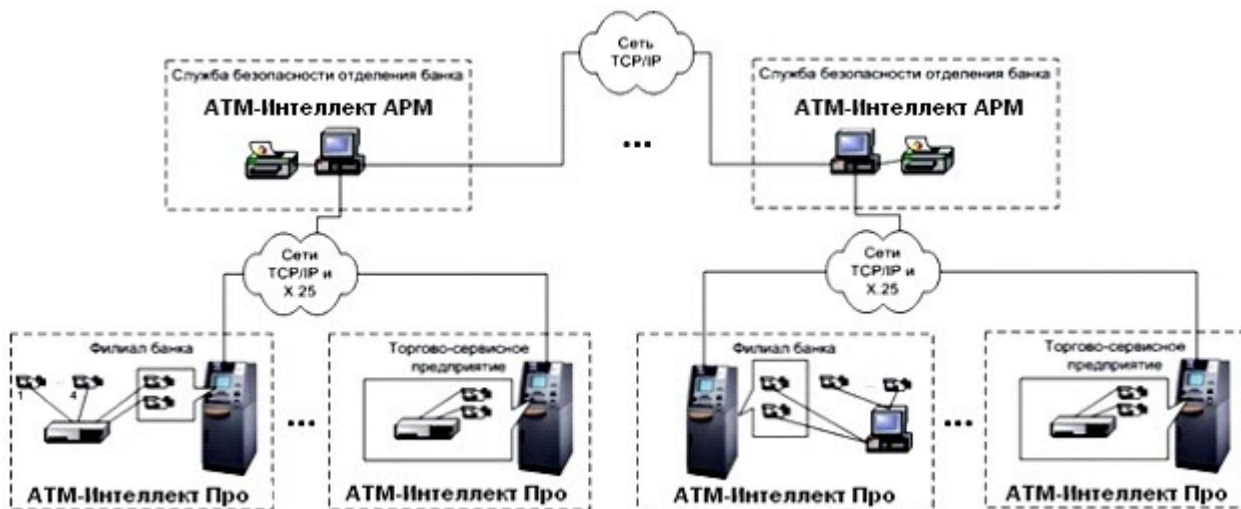 Сеть
TCP/IP
Служба безопасности отделения банка
АТМ-Интеллект АРМ
...
Служба безопасности отделения банка
АТМ-Интеллект АРМ
Сети
TCP/IP и
X.25
Сети
TCP/IP и
X.25
Филиал банка
1
...
4
АТМ-Интеллект Про
...
Торгово-сервисное
предприятие
АТМ-Интеллект Про
Филиал банка
...
АТМ-Интеллект Про
...
Торгово-сервисное
предприятие
АТМ-Интеллект Про